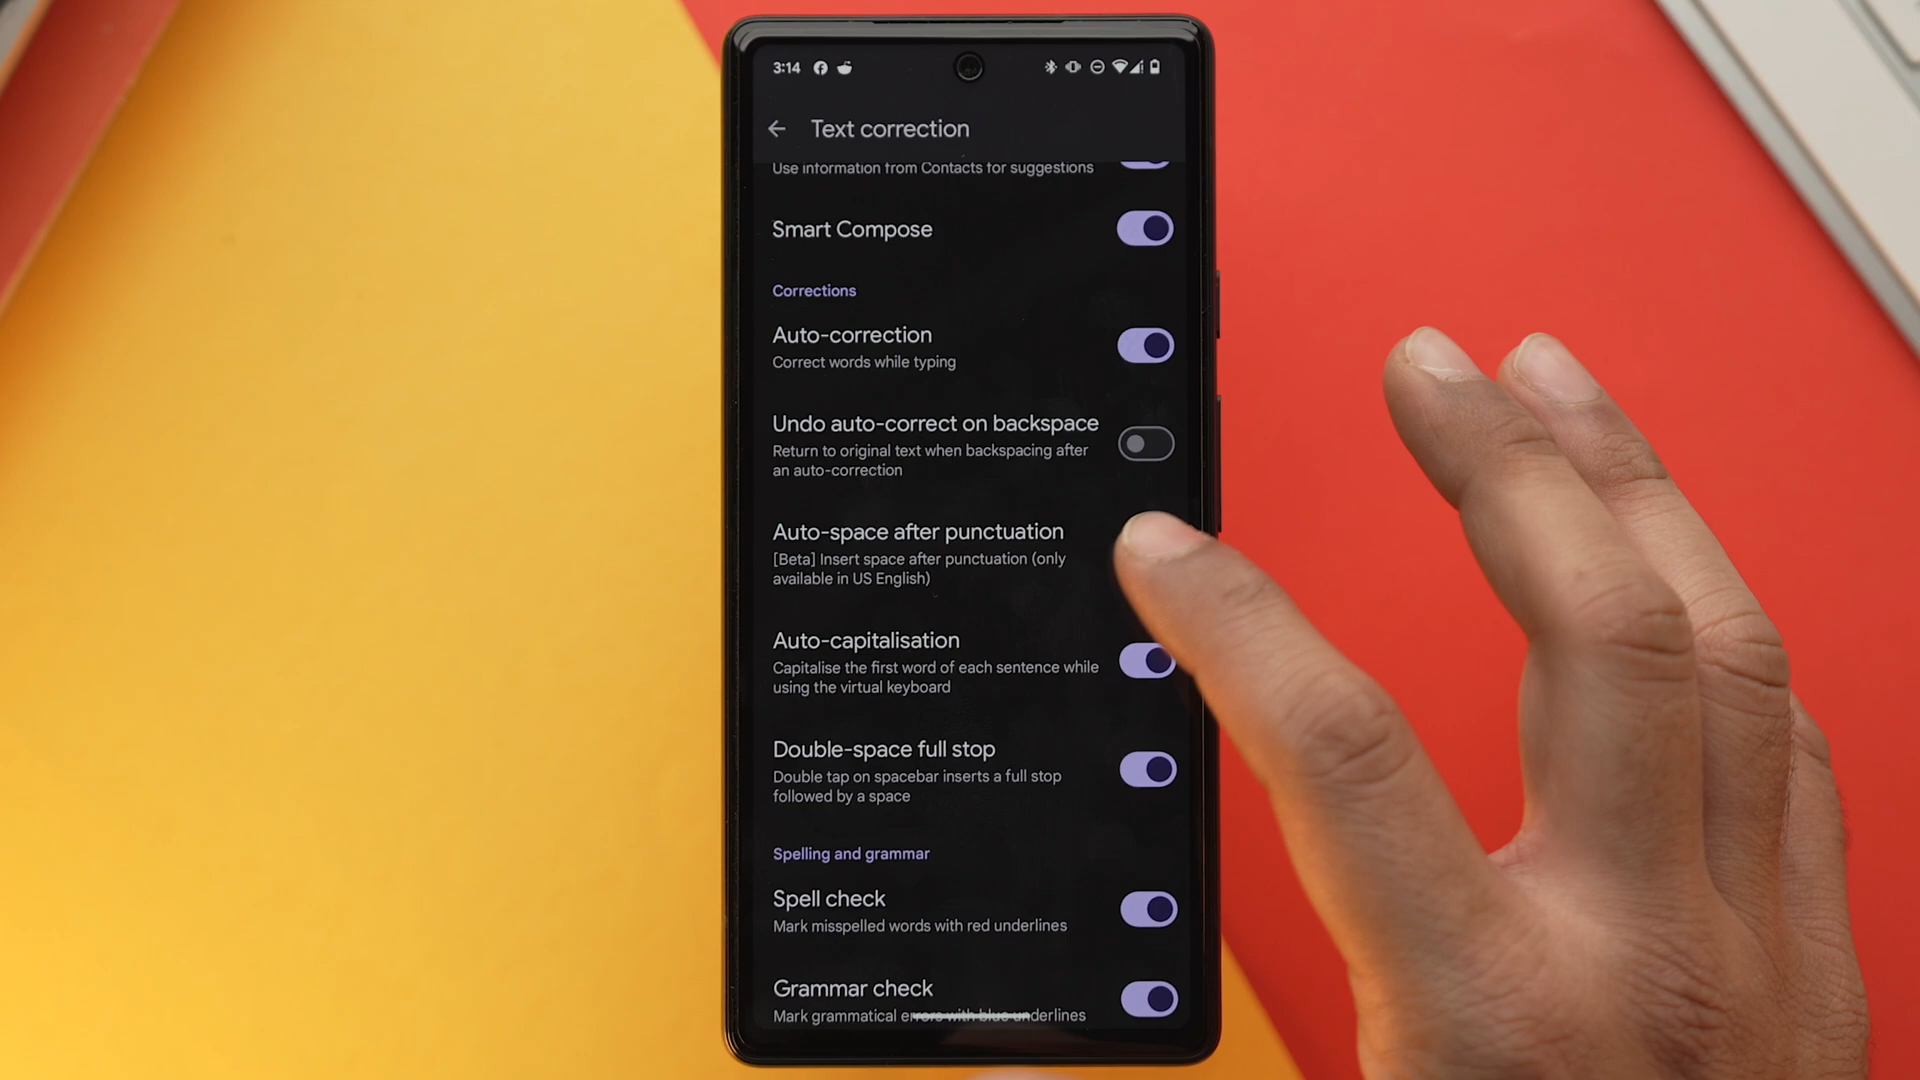 3:14
Text correction
Use information from Contacts for suggestions
Smart Compose
Corrections
Auto-correction
Correct words while typing
Undo auto-correct on backspace
Return to original text when backspacing after
an auto-correction
Auto-space after punctuation
[Beta] Insert space after punctuation (only
available in US English)
Auto-capitalisation
Capitalise the first word of each sentence while
using the virtual keyboard
Double-space full stop
Double tap on spacebar inserts a full stop
followed by a space
Spelling and grammar
Spell check
Mark misspelled words with red underlines
Grammar check
Mark grammatical errors with blue underlines